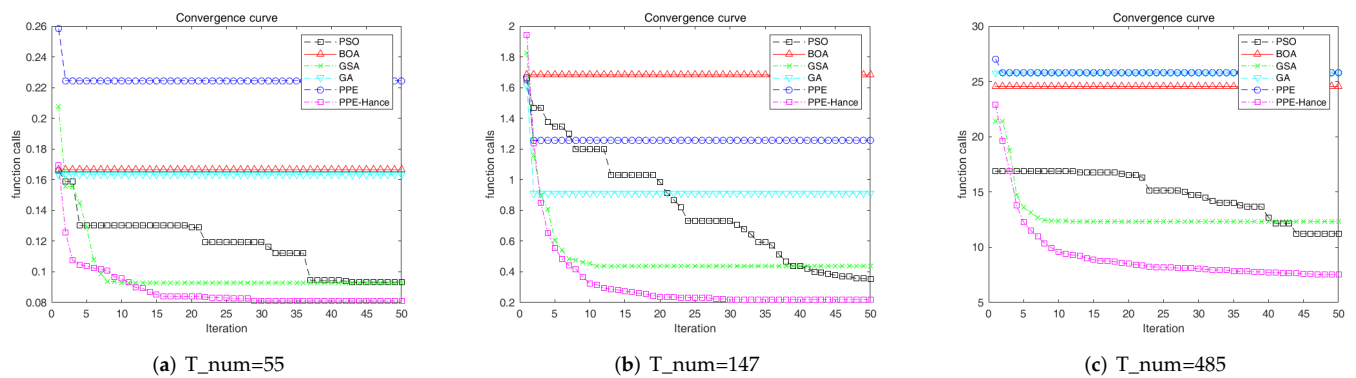 Convergence curve
0.26
0.24
0.22
0.2
0.18
0.16
0.14
0.12
0.1
0.08
function calls
0 5 10 15 20 25 30 35 40 45 50
Iteration
PSO
BOA
GSA
GA
PPE
PPE-Hance
(a) T_num=55
Convergence curve
2
1.8
1.6
1.4
1.2
1
0.8
0.6
0.4
0.2
function calls
0 5 10 15 20 25 30 35 40 45 50
Iteration
PSO
BOA
GSA
GA
PPE
PPE-Hance
(b) T_num=147
Convergence curve
30
25
20
15
10
5
function calls
0 5 10 15 20 25 30 35 40 45 50
Iteration
PSO
BOA
GSA
GA
PPE
PPE-Hance
(c) T_num=485